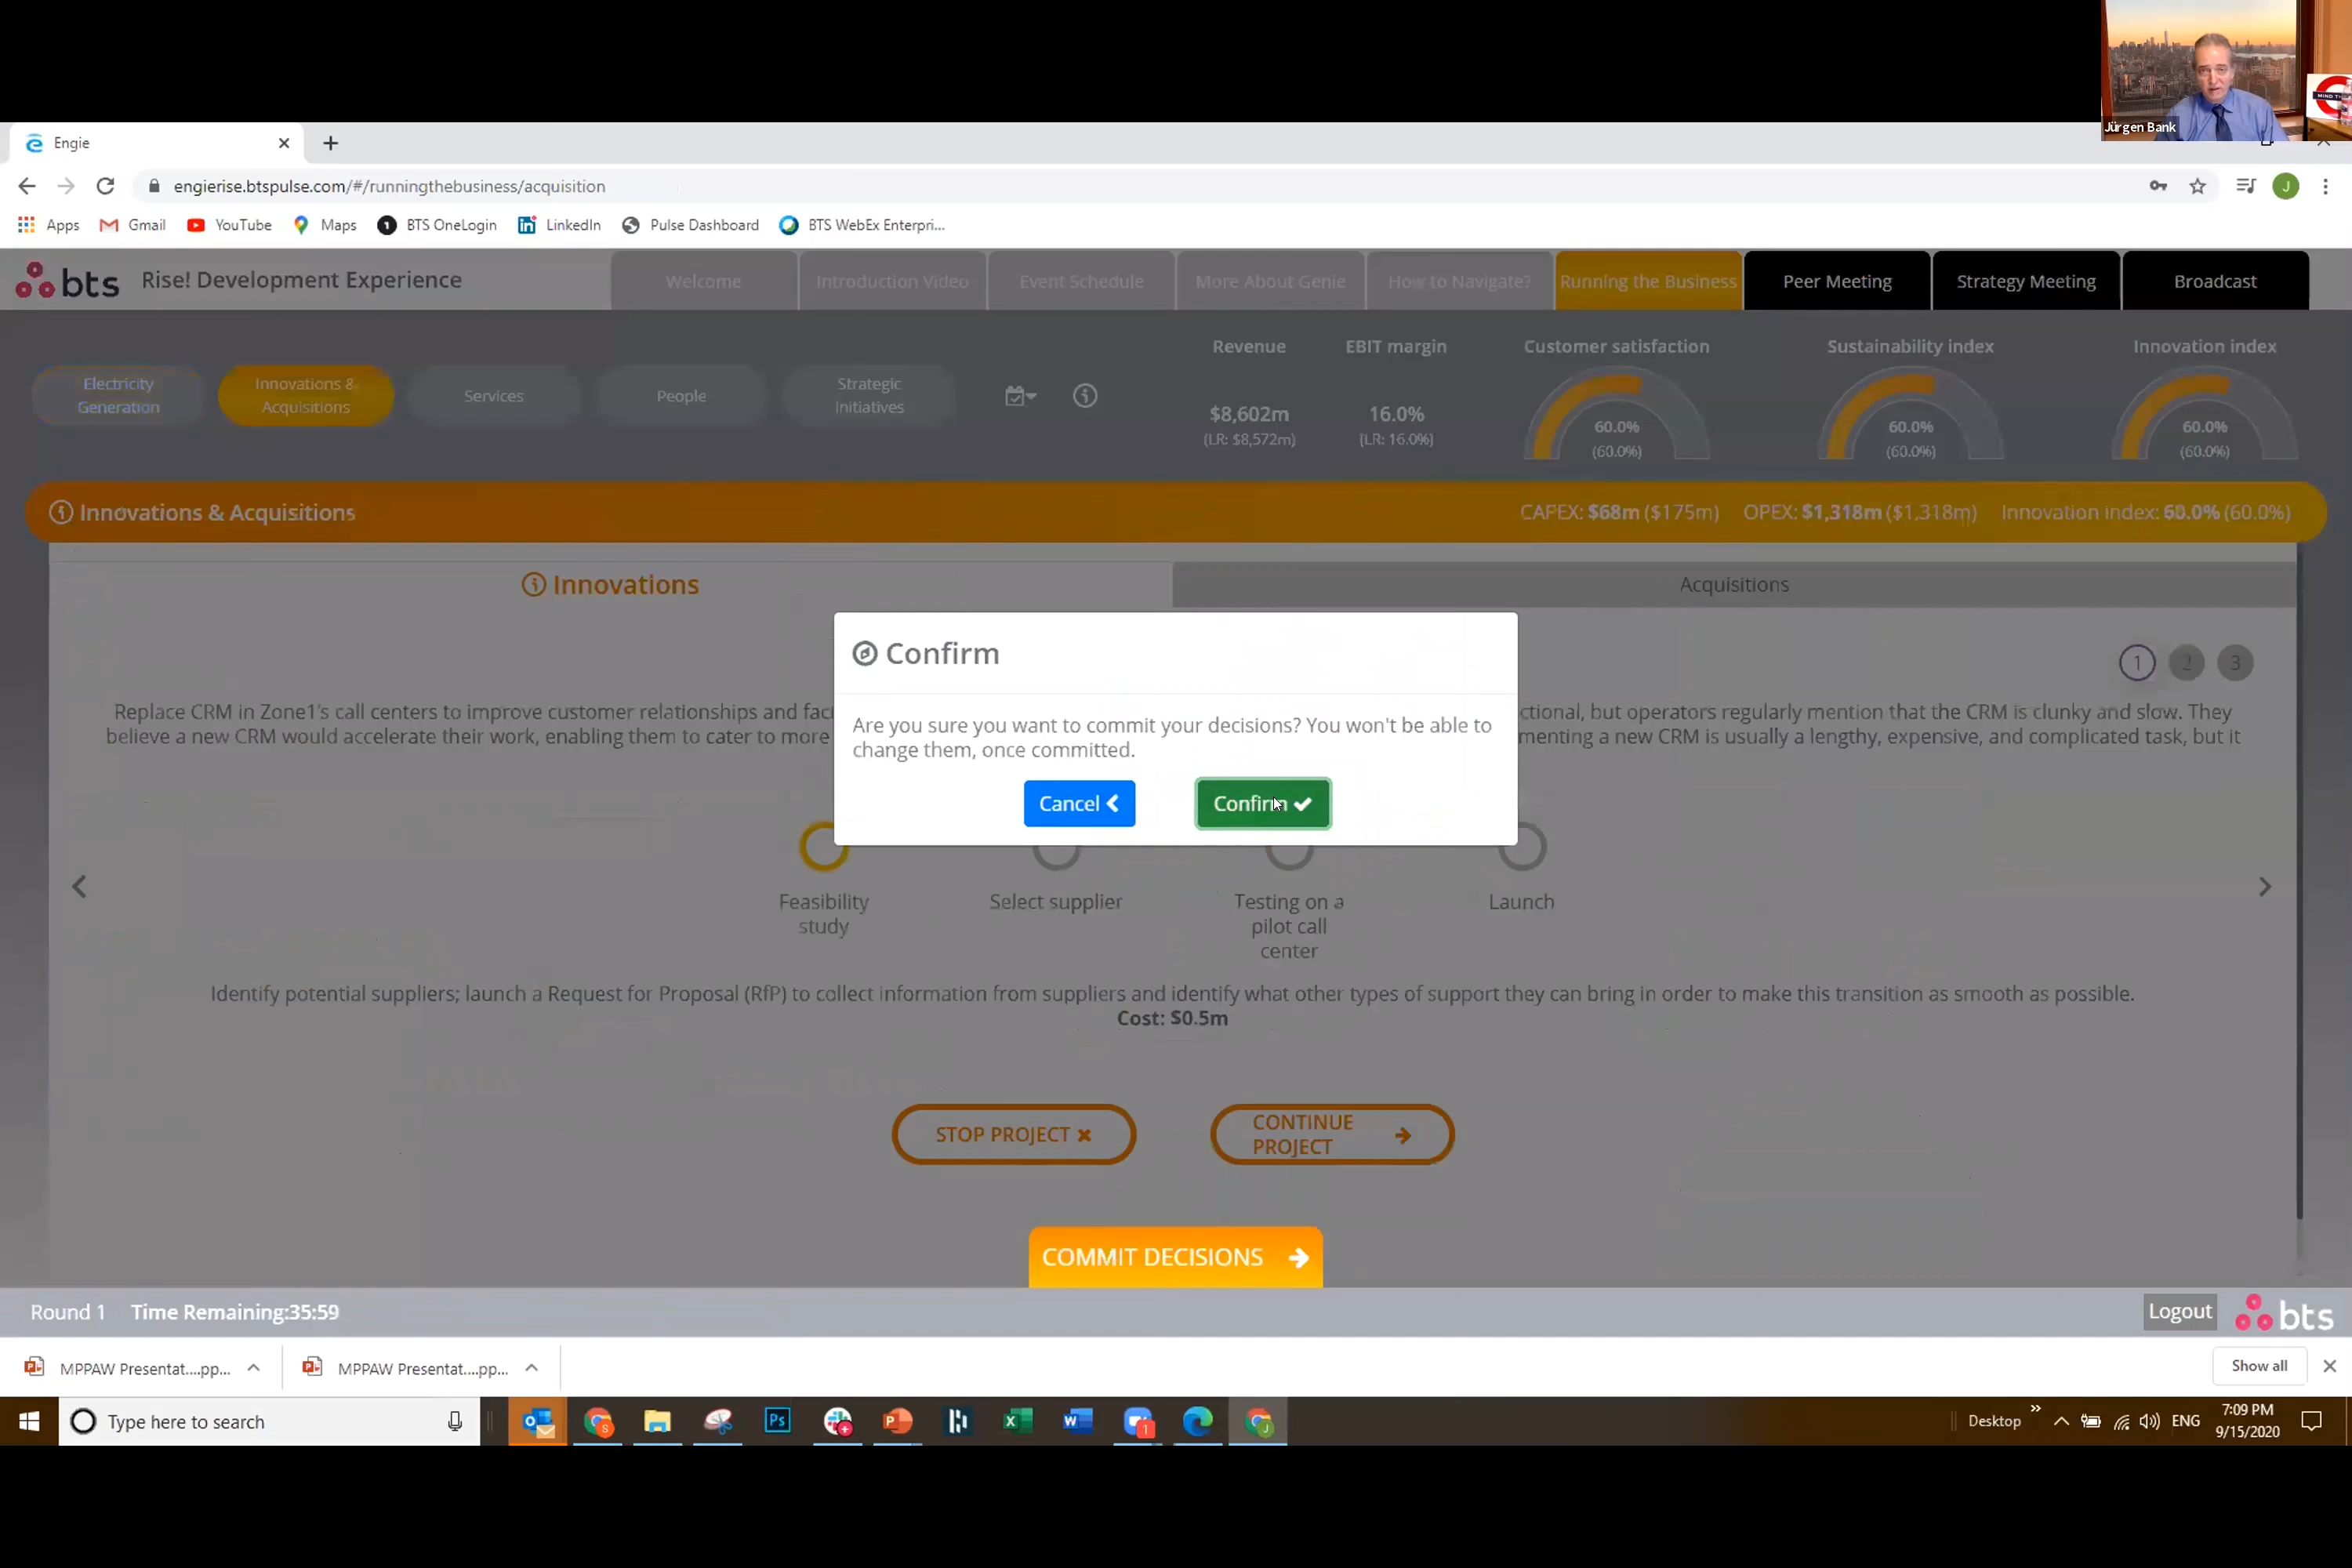 Jürgen Bank
MIND TH
Engie
engierise.btspulse.com/#/runningthebusiness/acquisition
J
Apps Gmail YouTube Maps BTS OneLogin LinkedIn Pulse Dashboard BTS WebEx Enterpri...
bts Rise! Development Experience
Welcome Introduction Video Event Schedule More About Genie How to Navigate? Running the Business Peer Meeting Strategy Meeting Broadcast
Revenue EBIT margin Customer satisfaction Sustainability index Innovation index
Electricity
Generation
Innovations &
Acquisitions
Services
People
Strategic
Initiatives
$8,602m 16.0% 60.0% 60.0% 60.0%
(LR: $8,572m) (LR: 16.0%) (60.0%) (60.0%) (60.0%)
Innovations & Acquisitions CAPEX: $68m ($175m) OPEX: $1,318m ($1,318m) Innovation index: 60.0% (60.0%)
Innovations Acquisitions
1 2 3
Confirm
Are you sure you want to commit your decisions? You won't be able to
change them, once committed.
Cancel Confirm
Replace CRM in Zone1's call centers to improve customer relationships and fac ctional, but operators regularly mention that the CRM is clunky and slow. They
believe a new CRM would accelerate their work, enabling them to cater to more menting a new CRM is usually a lengthy, expensive, and complicated task, but it
Feasibility
study
Select supplier
Testing on a
pilot call
center
Launch
Identify potential suppliers; launch a Request for Proposal (RfP) to collect information from suppliers and identify what other types of support they can bring in order to make this transition as smooth as possible.
Cost: $0.5m
STOP PROJECT
CONTINUE
PROJECT
COMMIT DECISIONS
Round 1 Time Remaining:35:59 Logout bts
MPPAW Presentat....pp... MPPAW Presentat....pp... Show all
Type here to search Desktop ENG
7:09 PM
9/15/2020